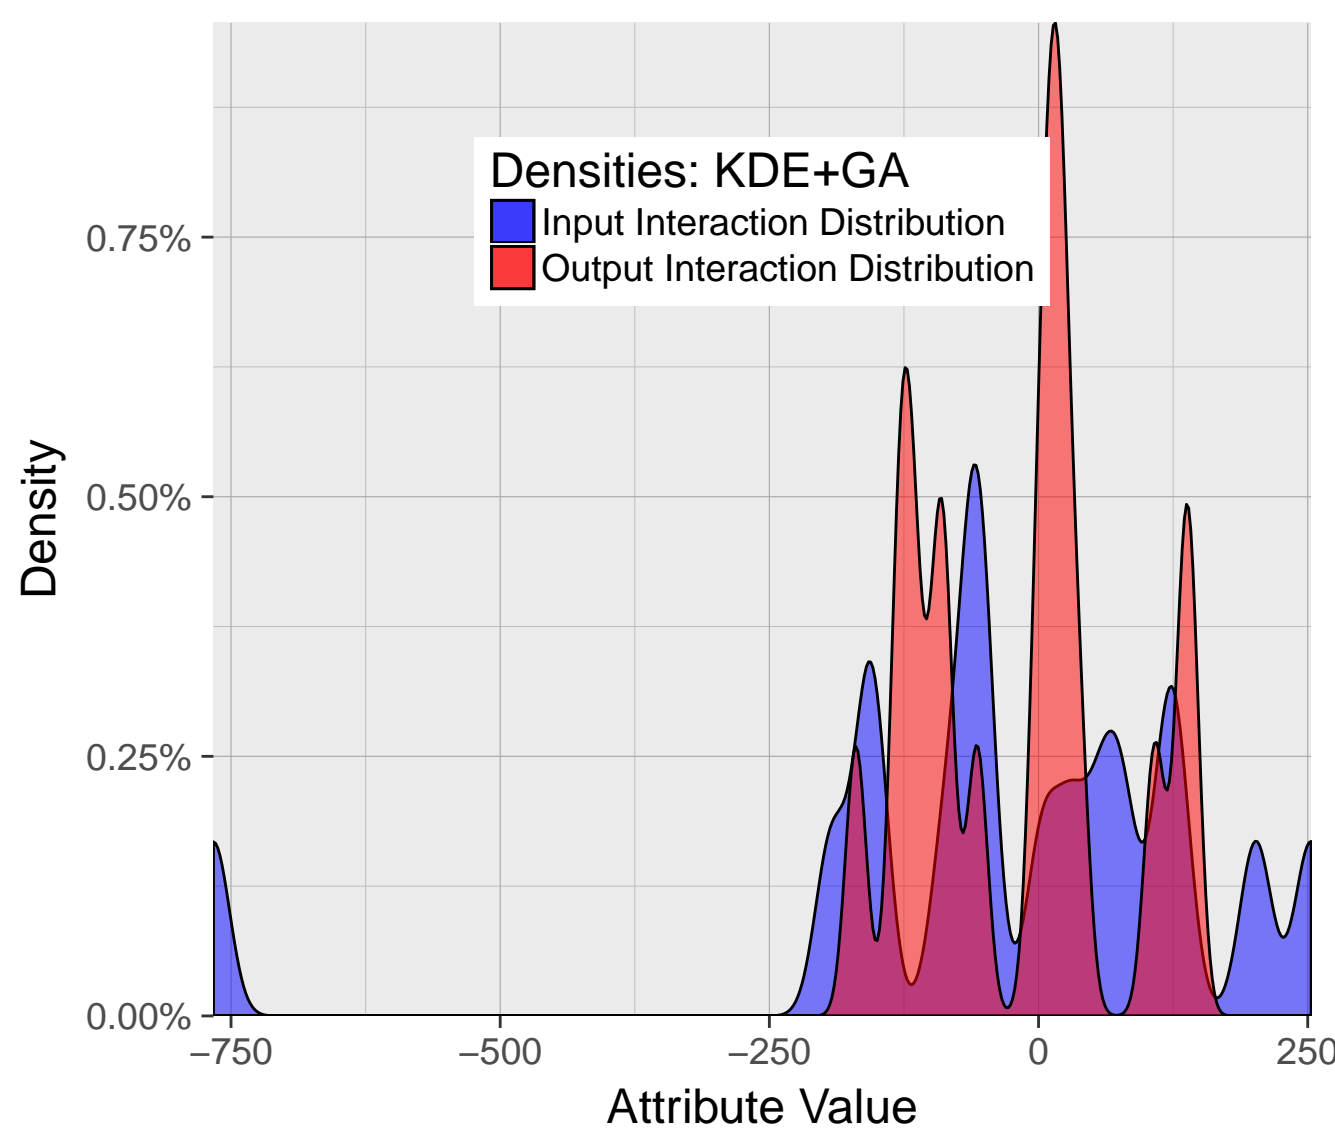 Densities: KDE+GA
Input Interaction Distribution
Output Interaction Distribution
0.75%
0.50%
0.25%
0.00%
Density
−750
−500
−250
0
250
Attribute Value